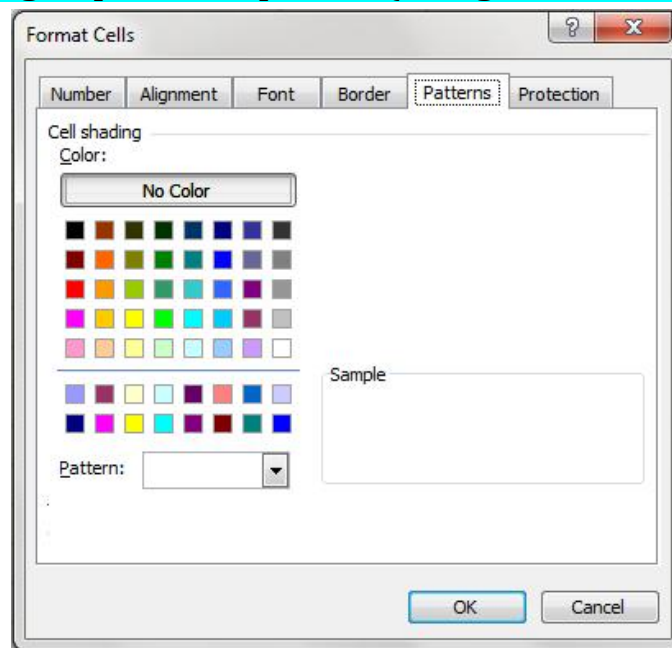 Format Cells
Number Alignment Font Border Patterns Protection
Cell shading
Color:
No Color
Sample
Pattern:
OK Cancel